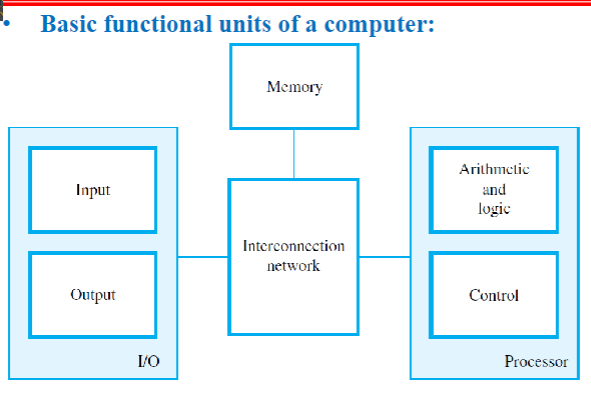 • Basic functional units of a computer:
Memory
Input
Output
I/O
Interconnection
network
Arithmetic
and
logic
Control
Processor